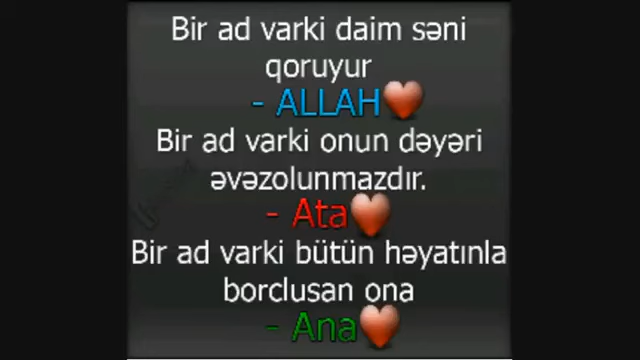 Bir ad varki daim səni
qoruyur
- ALLAH
Bir ad varki onun dəyəri
əvəzolunmazdır.
- Ata
Bir ad varki bütün həyatınla
borclusan ona
- Ana